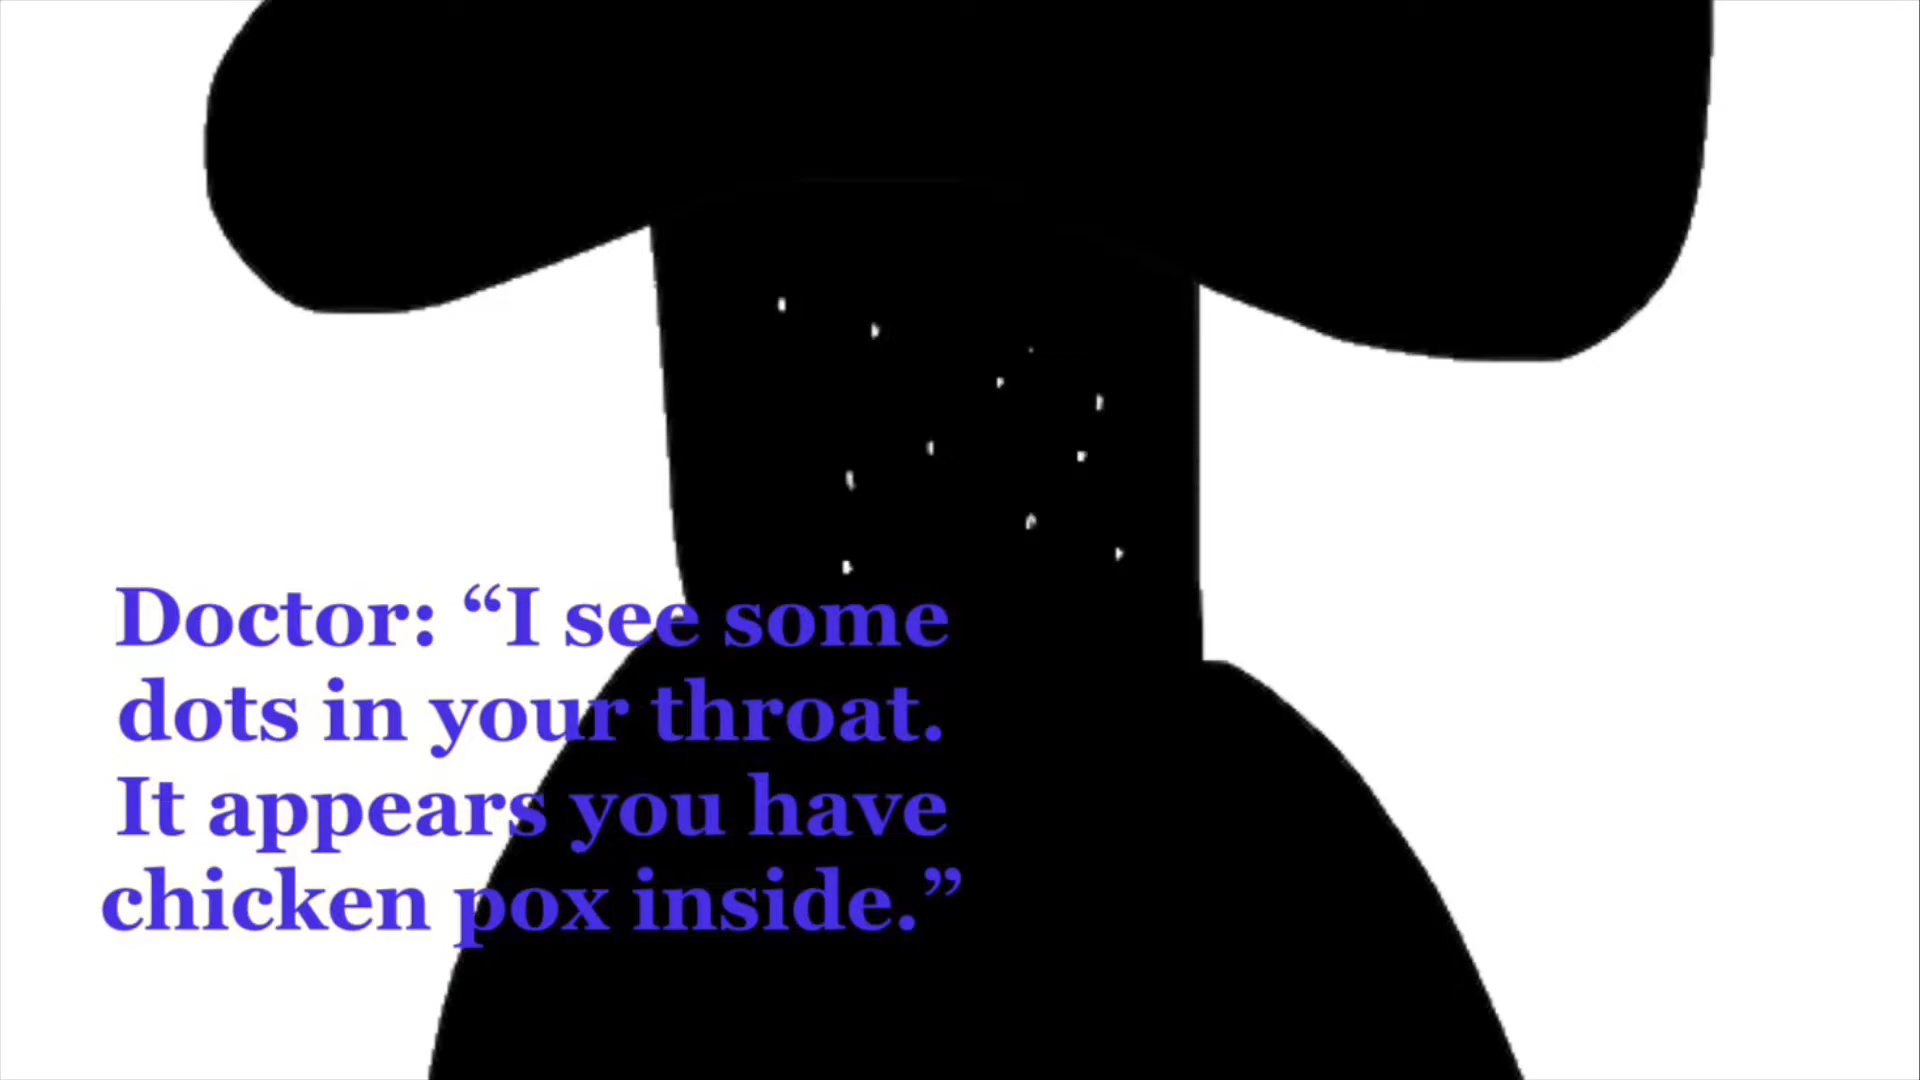 Doctor: “I see some
dots in your throat.
It appears you have
chicken pox inside.”